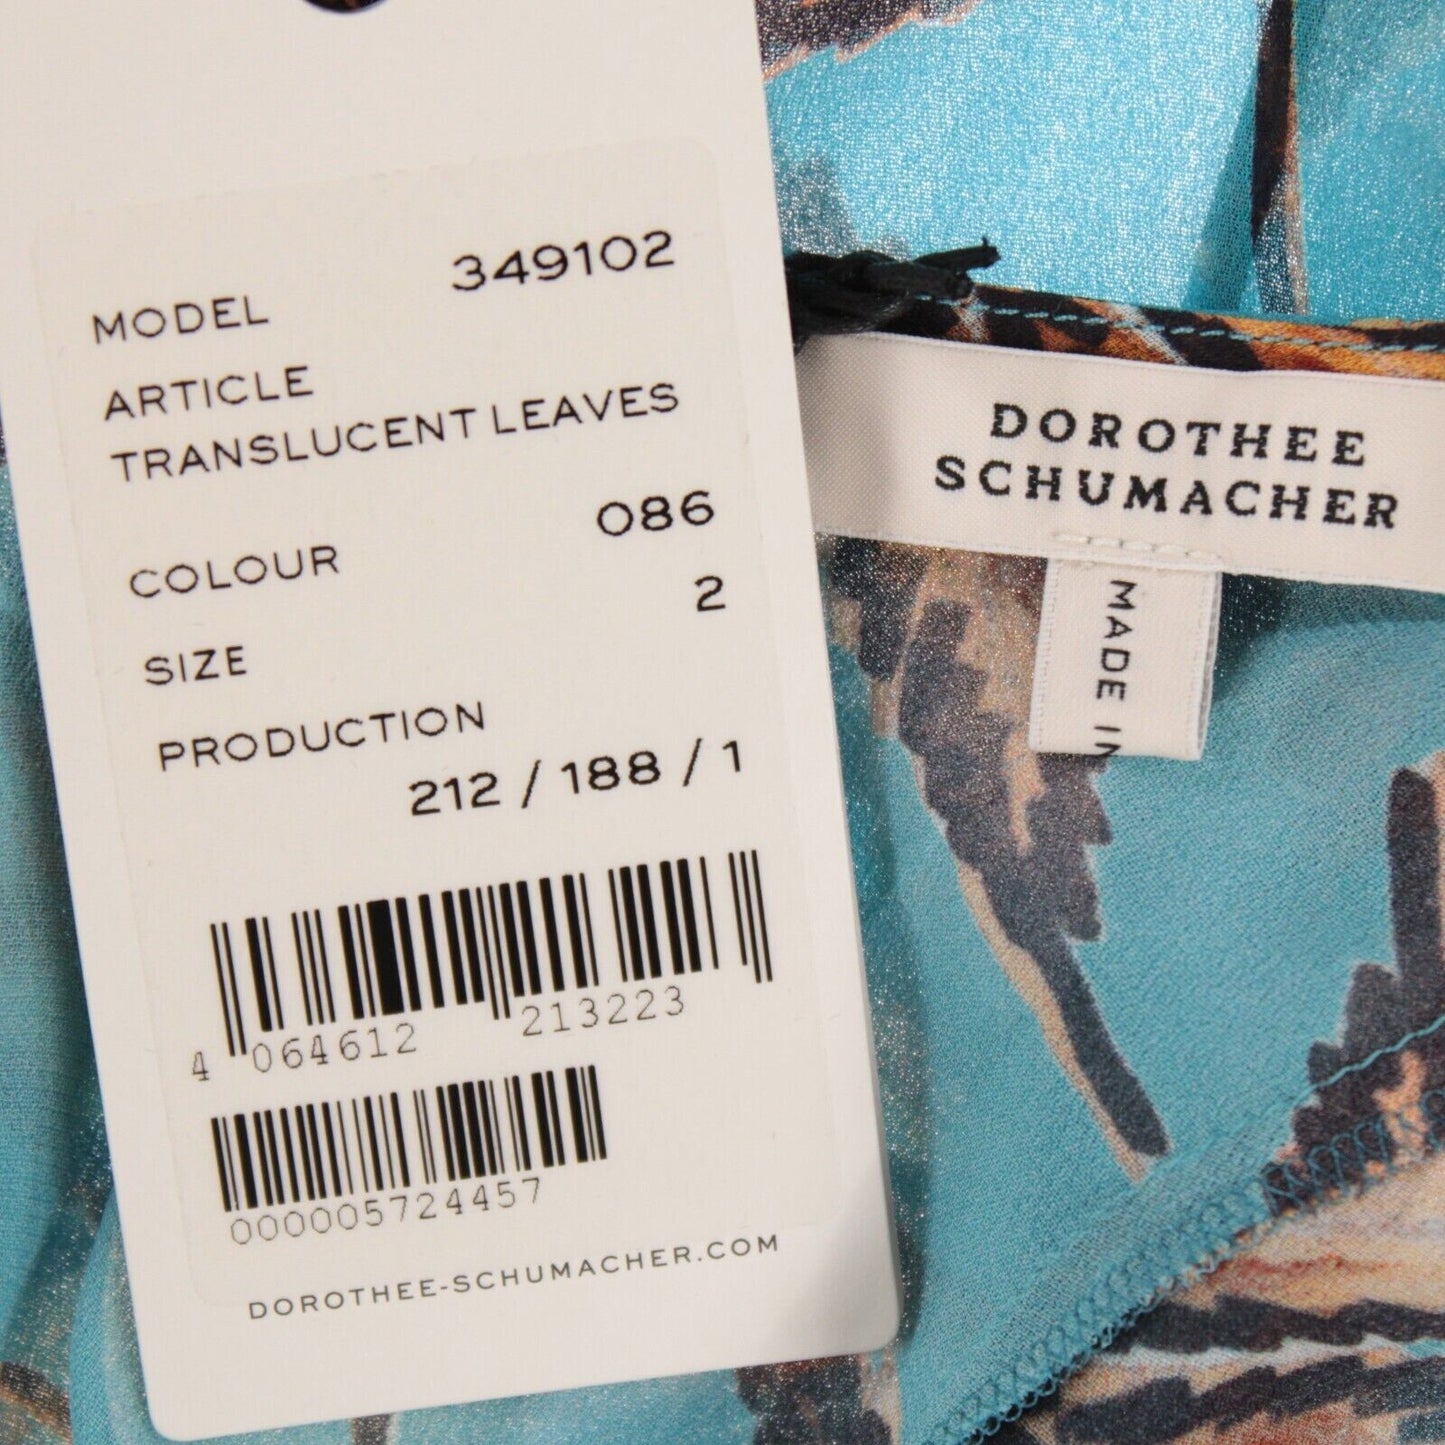 MODEL 349102
ARTICLE
TRANSLUCENT LEAVES
COLOUR 086
SIZE 2
PRODUCTION
212 / 188 / 1
4 064612 213223
000005724457
DOROTHEE-SCHUMACHER.COM
DOROTHEE
SCHUMACHER
MADE IN